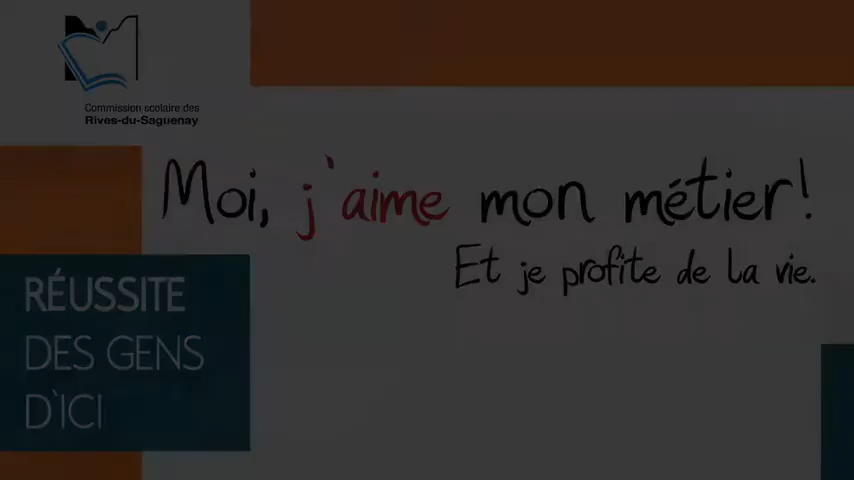 Commission scolaire des
Rives-du-Saguenay
Moi, j'aime mon métier!
Et je profite de la vie.
RÉUSSITE
DES GENS
D'ICI